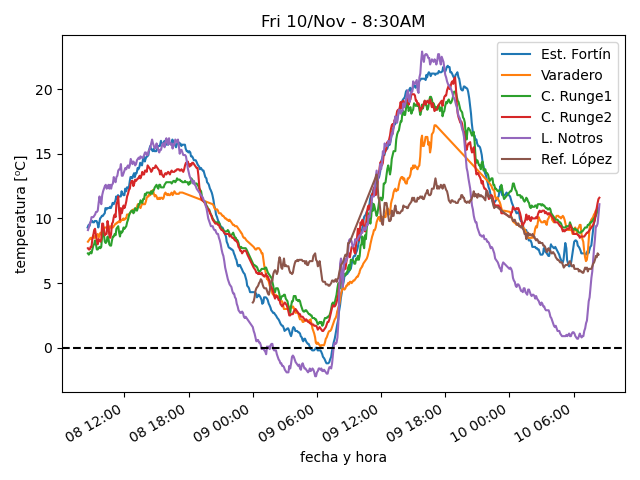 Fri 10/Nov - 8:30AM
temperatura [ºC]
20
15
10
5
0
Est. Fortín
Varadero
C. Runge1
C. Runge2
L. Notros
Ref. López
08 12:00
08 18:00
09 00:00
09 06:00
09 12:00
09 18:00
10 00:00
10 06:00
fecha y hora